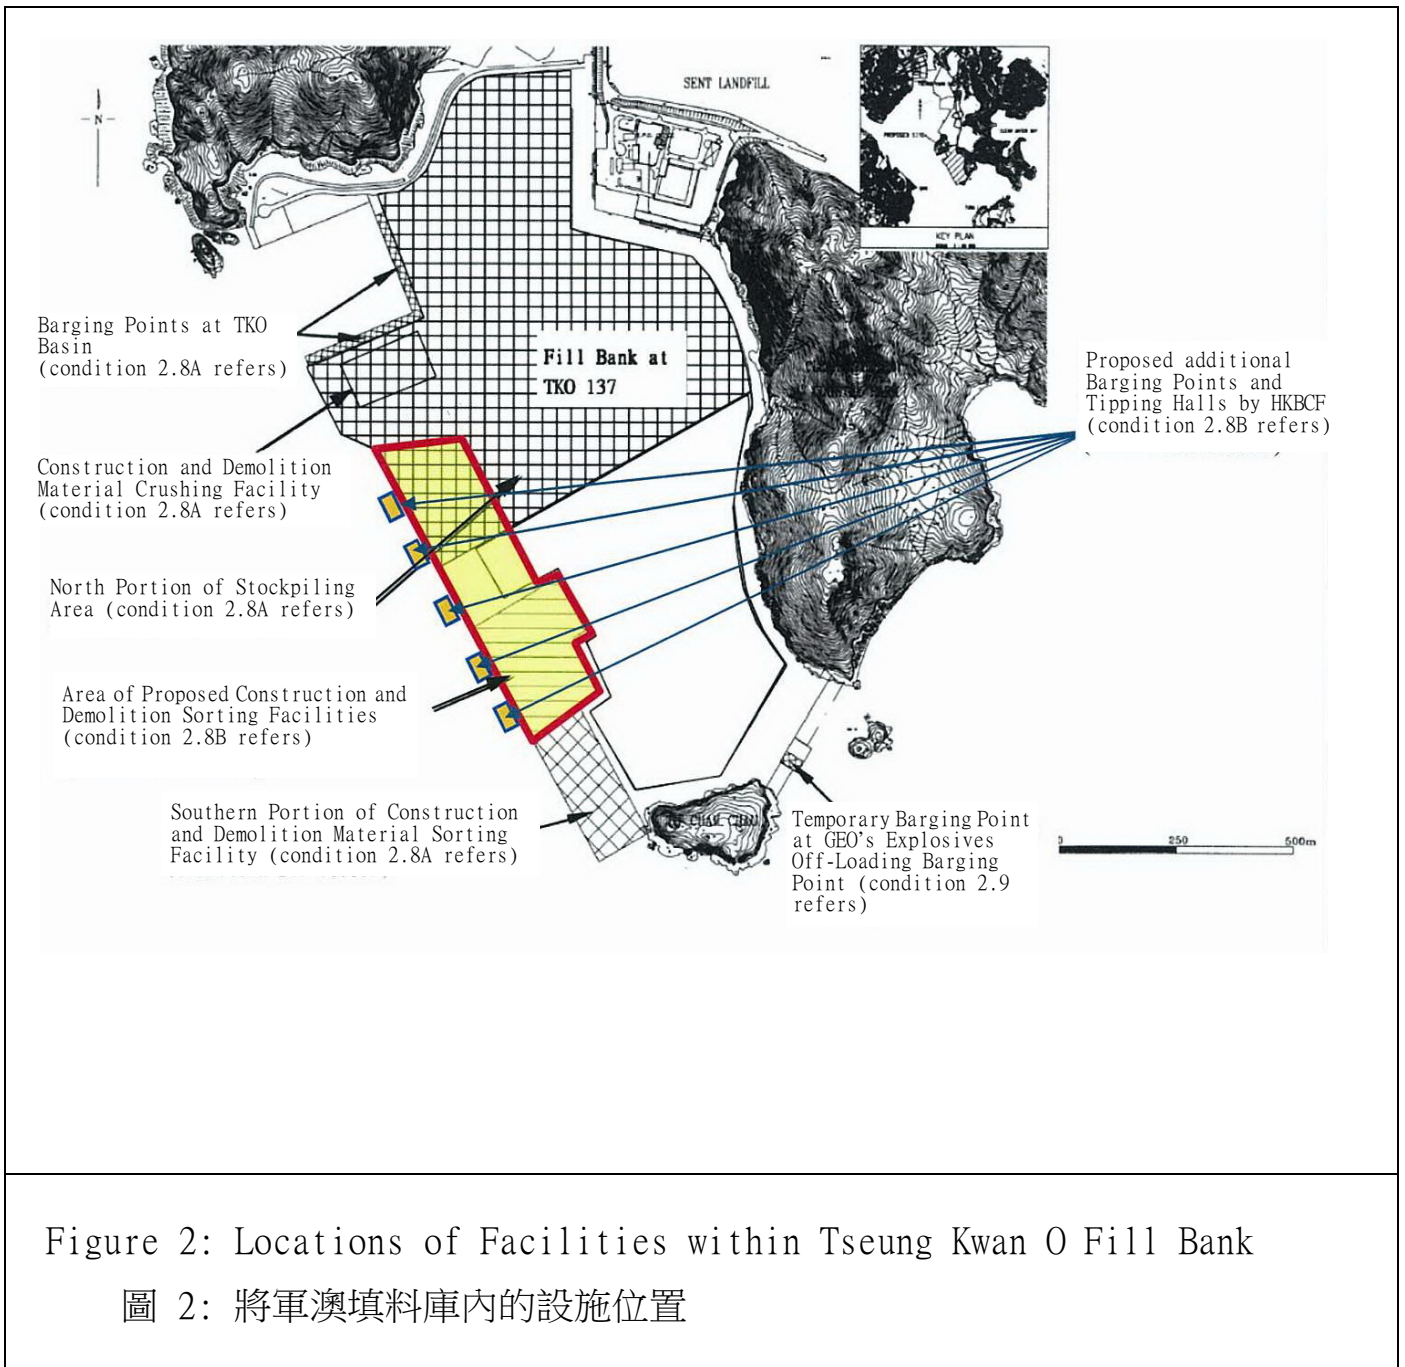 SENT LANDFILL
N
PROPOSED SITE
CLEAR WATER BAY
KEY PLAN
Barging Points at TKO
Basin
(condition 2.8A refers)
Fill Bank at
TKO 137
Proposed additional
Barging Points and
Tipping Halls by HKBCF
(condition 2.8B refers)
Construction and Demolition
Material Crushing Facility
(condition 2.8A refers)
North Portion of Stockpiling
Area (condition 2.8A refers)
Area of Proposed Construction and
Demolition Sorting Facilities
(condition 2.8B refers)
Southern Portion of Construction
and Demolition Material Sorting
Facility (condition 2.8A refers)
Temporary Barging Point
at GEO's Explosives
Off-Loading Barging
Point (condition 2.9
refers)
250
500m
Figure 2: Locations of Facilities within Tseung Kwan O Fill Bank
圖 2: 將軍澳填料庫內的設施位置